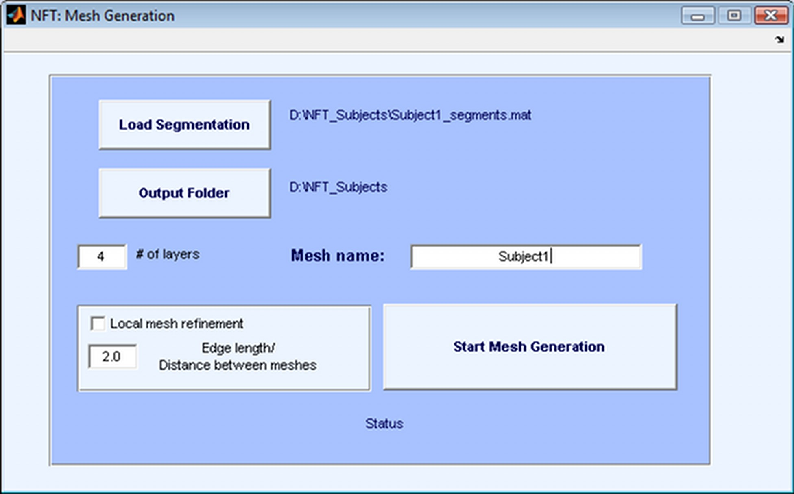 NFT: Mesh Generation
Load Segmentation
D:\NFT_Subjects\Subject1_segments.mat
Output Folder
D:\NFT_Subjects
4
# of layers
Mesh name:
Subject1
Local mesh refinement
2.0
Edge length/
Distance between meshes
Start Mesh Generation
Status